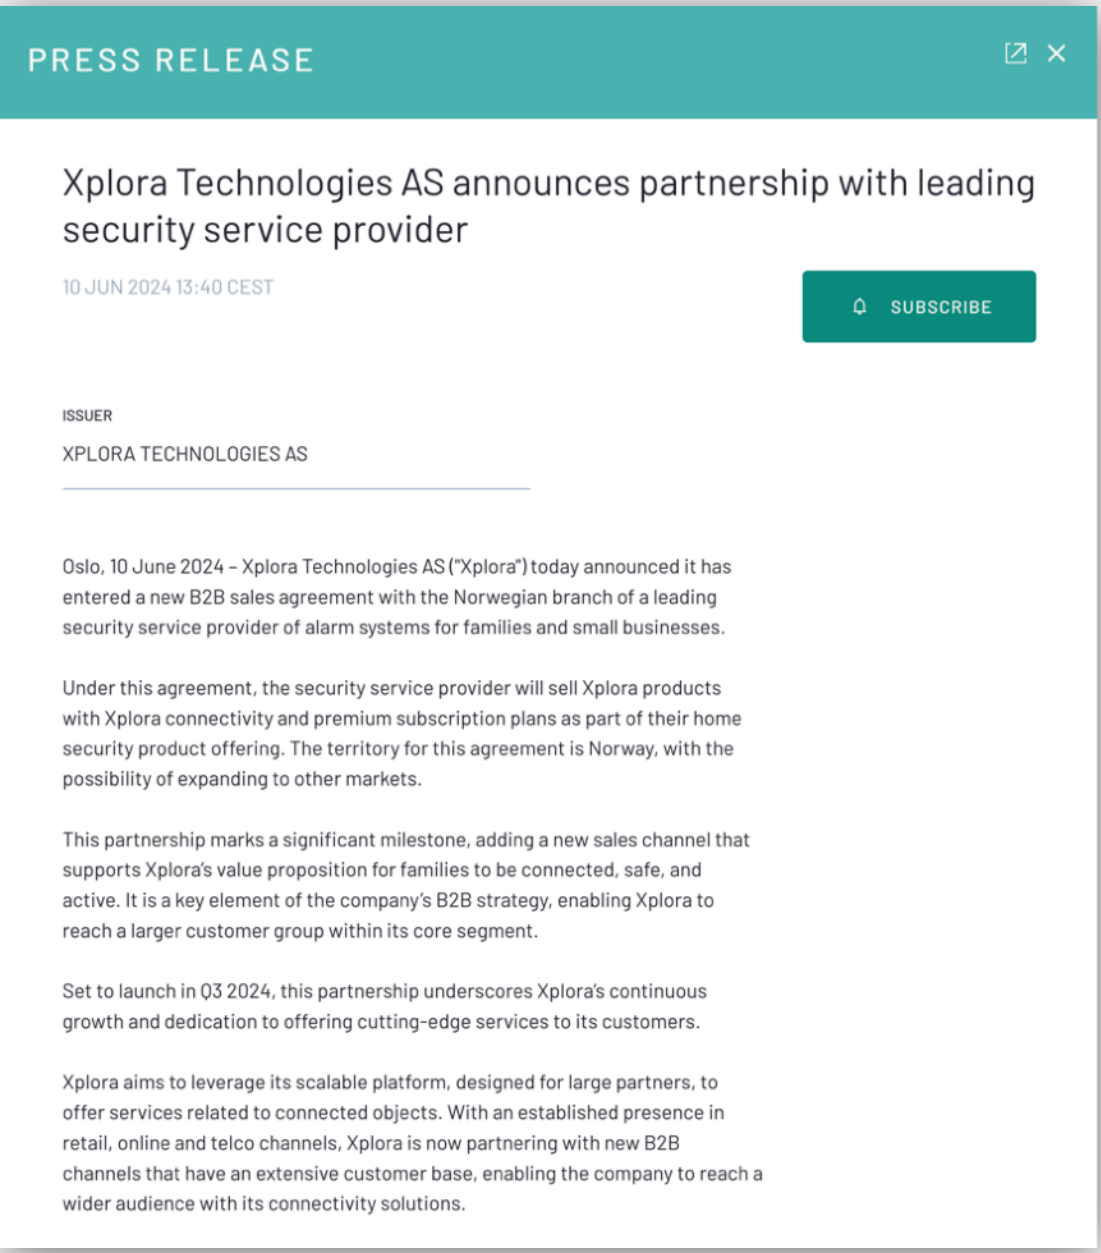 PRESS RELEASE
Xplora Technologies AS announces partnership with leading
security service provider
10 JUN 2024 13:40 CEST
SUBSCRIBE
ISSUER
XPLORA TECHNOLOGIES AS
Oslo, 10 June 2024 – Xplora Technologies AS ("Xplora") today announced it has
entered a new B2B sales agreement with the Norwegian branch of a leading
security service provider of alarm systems for families and small businesses.
Under this agreement, the security service provider will sell Xplora products
with Xplora connectivity and premium subscription plans as part of their home
security product offering. The territory for this agreement is Norway, with the
possibility of expanding to other markets.
This partnership marks a significant milestone, adding a new sales channel that
supports Xplora’s value proposition for families to be connected, safe, and
active. It is a key element of the company’s B2B strategy, enabling Xplora to
reach a larger customer group within its core segment.
Set to launch in Q3 2024, this partnership underscores Xplora’s continuous
growth and dedication to offering cutting-edge services to its customers.
Xplora aims to leverage its scalable platform, designed for large partners, to
offer services related to connected objects. With an established presence in
retail, online and telco channels, Xplora is now partnering with new B2B
channels that have an extensive customer base, enabling the company to reach a
wider audience with its connectivity solutions.